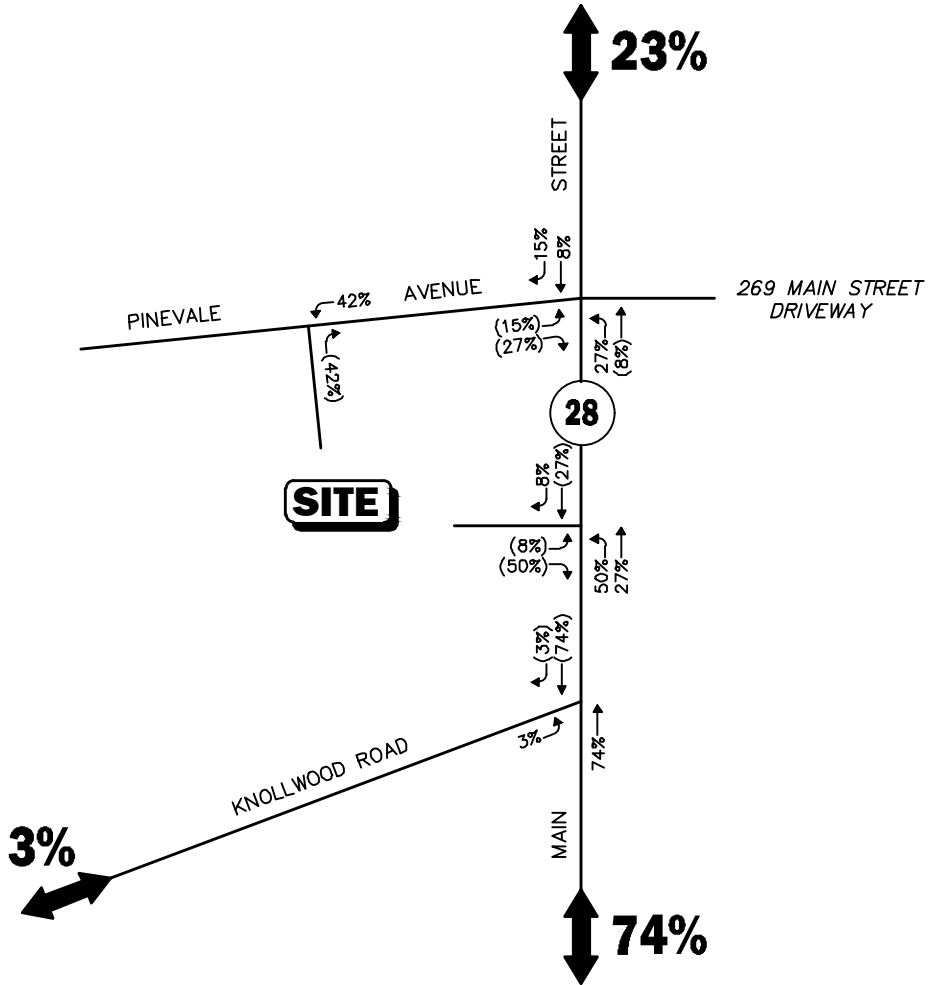 23%
STREET
15%
8%
PINEVALE
AVENUE
42%
(42%)
269 MAIN STREET
DRIVEWAY
(15%)
(27%)
27%
(8%)
28
SITE
8%
(27%)
(8%)
(50%)
50%
27%
(3%)
(74%)
3%
74%
KNOLLWOOD ROAD
MAIN
3%
74%